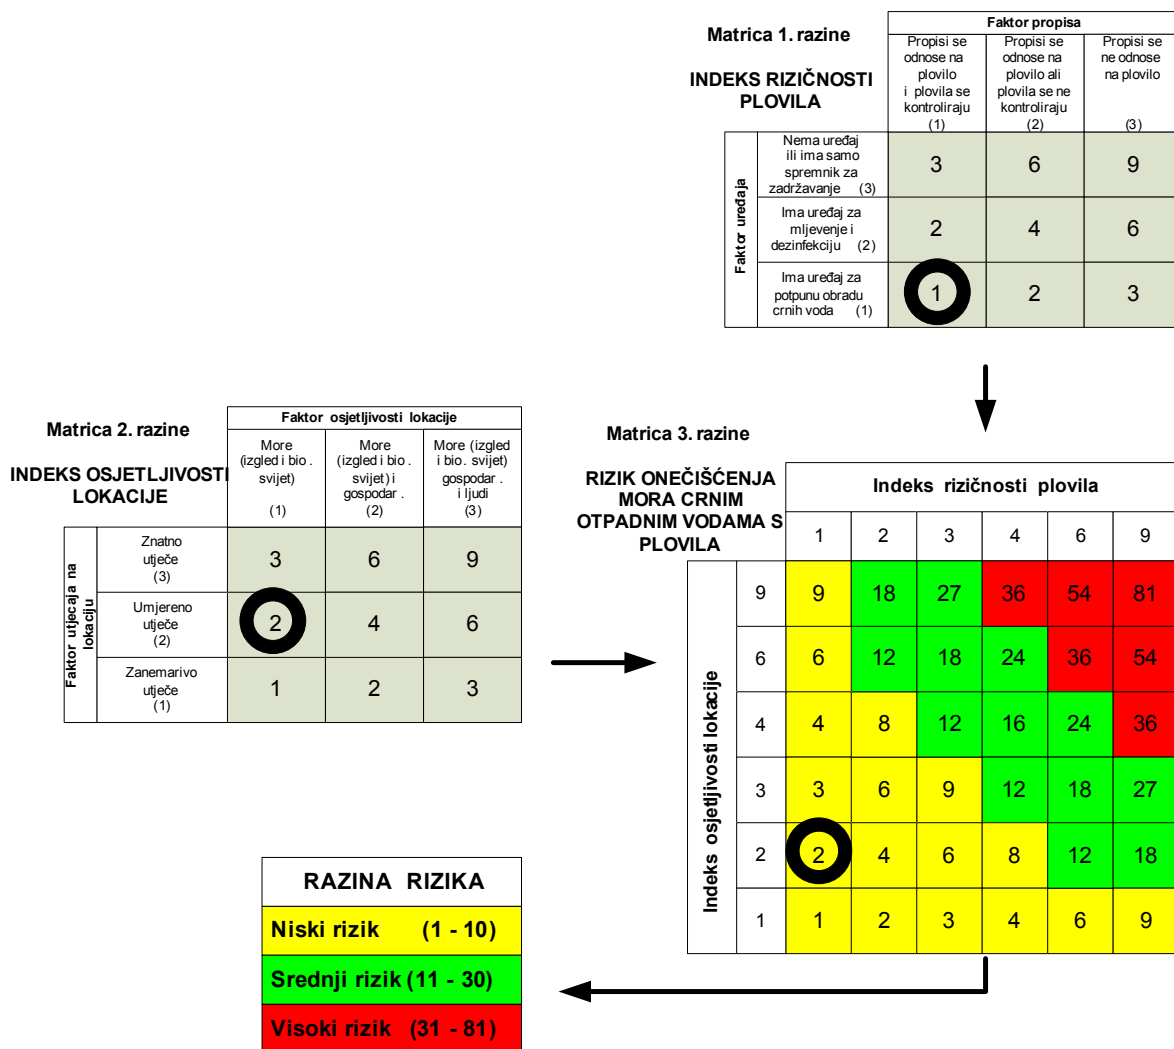 Matrica 1. razine
INDEKS RIZIČNOSTI
PLOVILA
Faktor propisa
Propisi se
odnose na
plovilo
i plovila se
kontroliraju
(1)
Propisi se
odnose na
plovilo ali
plovila se ne
kontroliraju
(2)
Propisi se
ne odnose
na plovilo
(3)
Faktor uređaja
Nema uređaj
ili ima samo
spremnik za
zadržavanje (3)
3 6 9
Ima uređaj za
mljevenje i
dezinfekciju (2)
2 4 6
Ima uređaj za
potpunu obradu
crnih voda (1)
1 2 3
Matrica 2. razine
INDEKS OSJETLJIVOSTI
LOKACIJE
Faktor osjetljivosti lokacije
More
(izgled i bio.
svijet)
(1)
More
(izgled i bio.
svijet) i
gospodar.
(2)
More (izgled
i bio. svijet)
gospodar.
i ljudi
(3)
Faktor utjecaja na
lokaciju
Znatno
utječe
(3)
3 6 9
Umjereno
utječe
(2)
2 4 6
Zanemarivo
utječe
(1)
1 2 3
Matrica 3. razine
RIZIK ONEČIŠĆENJA
MORA CRNIM
OTPADNIM VODAMA S
PLOVILA
Indeks rizičnosti plovila
1 2 3 4 6 9
Indeks osjetljivosti lokacije
9 9 18 27 36 54 81
6 6 12 18 24 36 54
4 4 8 12 16 24 36
3 3 6 9 12 18 27
2 2 4 6 8 12 18
1 1 2 3 4 6 9
RAZINA RIZIKA
Niski rizik (1 - 10)
Srednji rizik (11 - 30)
Visoki rizik (31 - 81)